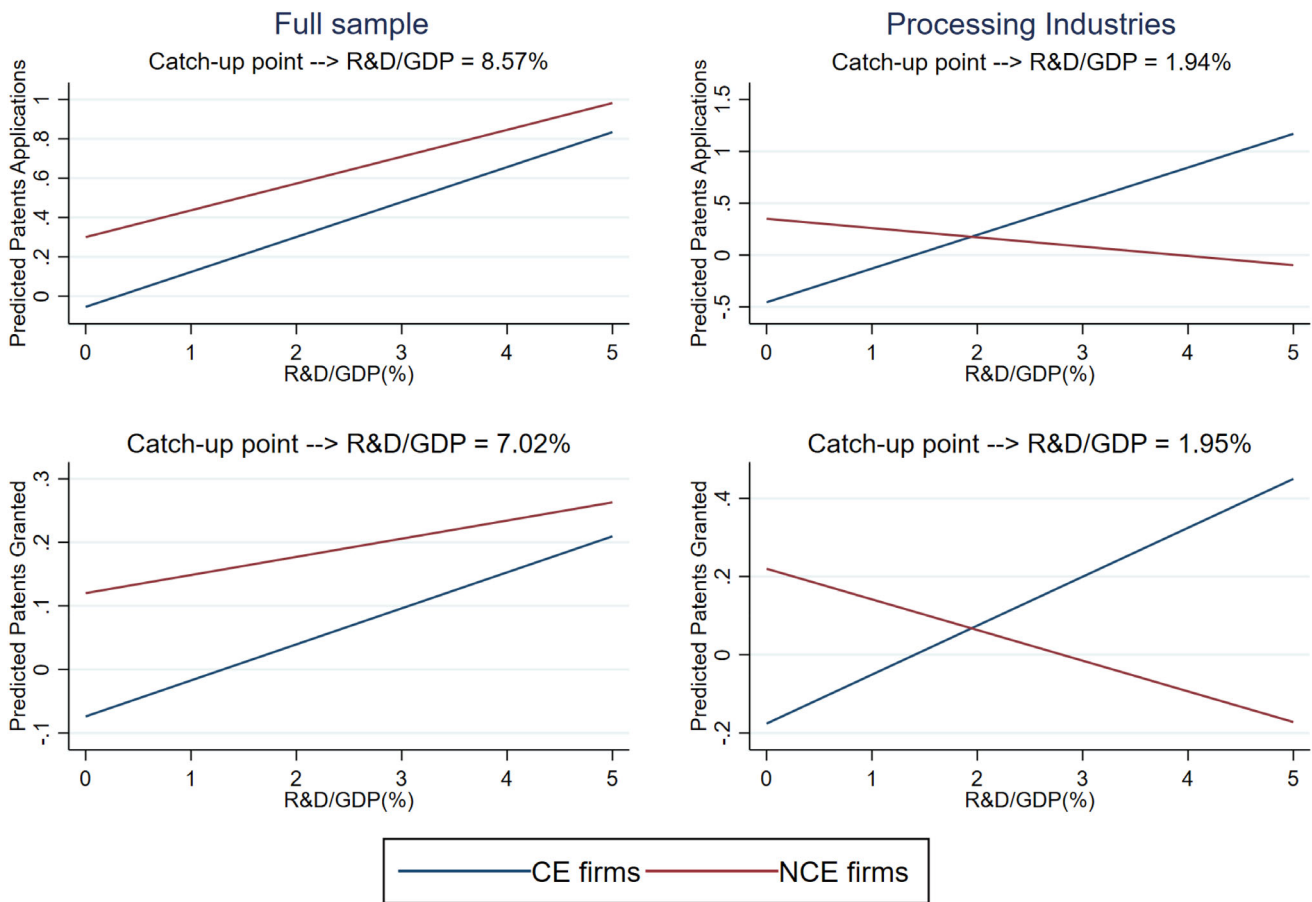 Full sample
Catch-up point --> R&D/GDP = 8.57%
Predicted Patents Applications
1
.8
.6
.4
.2
0
0 1 2 3 4 5
R&D/GDP(%)
Processing Industries
Catch-up point --> R&D/GDP = 1.94%
Predicted Patents Applications
1.5
1
.5
0
-.5
0 1 2 3 4 5
R&D/GDP(%)
Catch-up point --> R&D/GDP = 7.02%
Predicted Patents Granted
.3
.2
.1
0
-.1
0 1 2 3 4 5
R&D/GDP(%)
Catch-up point --> R&D/GDP = 1.95%
Predicted Patents Granted
.4
.2
0
-.2
0 1 2 3 4 5
R&D/GDP(%)
CE firms NCE firms